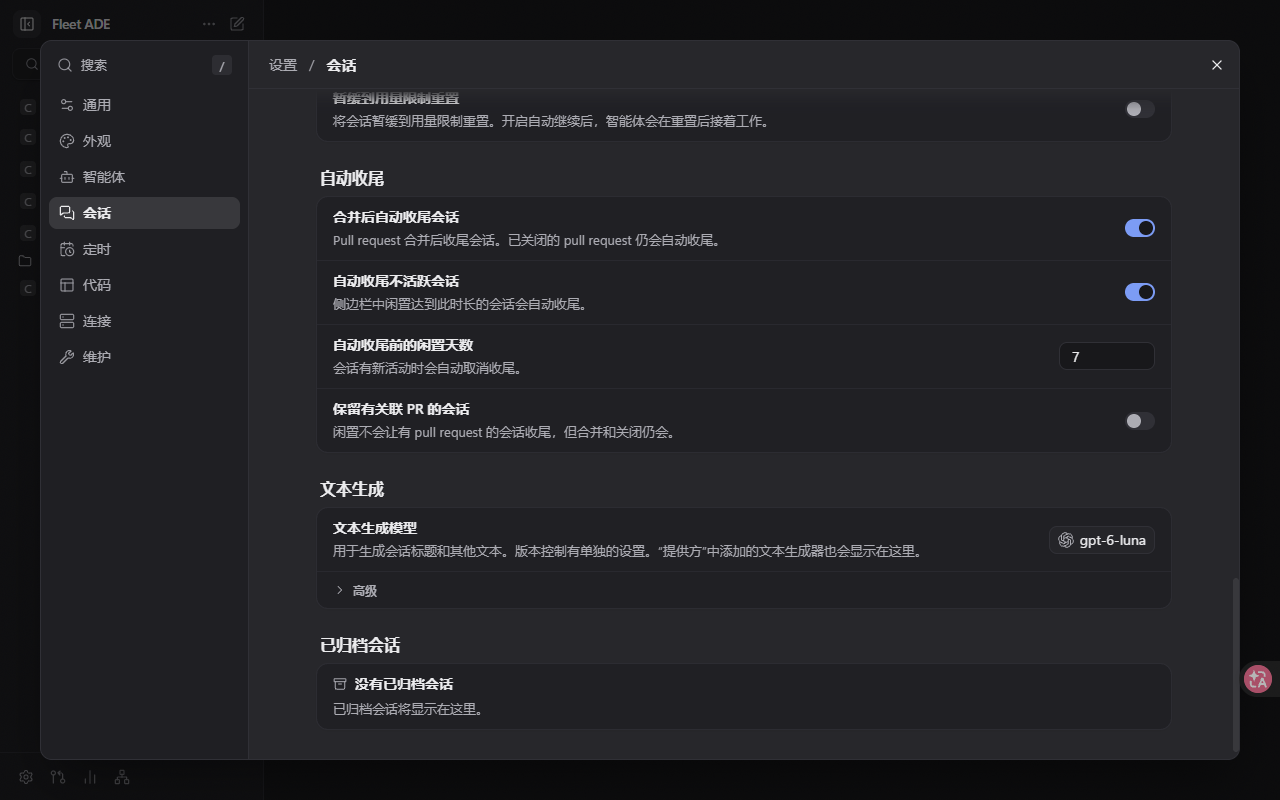 Fleet ADE
搜索
/
通用
外观
智能体
会话
定时
代码
连接
维护
C
C
C
C
C
C
设置 / 会话
暂缓到用量限制重置
将会话暂缓到用量限制重置。开启自动继续后，智能体会在重置后接着工作。
自动收尾
合并后自动收尾会话
Pull request 合并后收尾会话。已关闭的 pull request 仍会自动收尾。
自动收尾不活跃会话
侧边栏中闲置达到此时长的会话会自动收尾。
自动收尾前的闲置天数
7
会话有新活动时会自动取消收尾。
保留有关联 PR 的会话
闲置不会让有 pull request 的会话收尾，但合并和关闭仍会。
文本生成
文本生成模型
用于生成会话标题和其他文本。版本控制有单独的设置。“提供方”中添加的文本生成器也会显示在这里。
gpt-6-luna
高级
已归档会话
没有已归档会话
已归档会话将显示在这里。